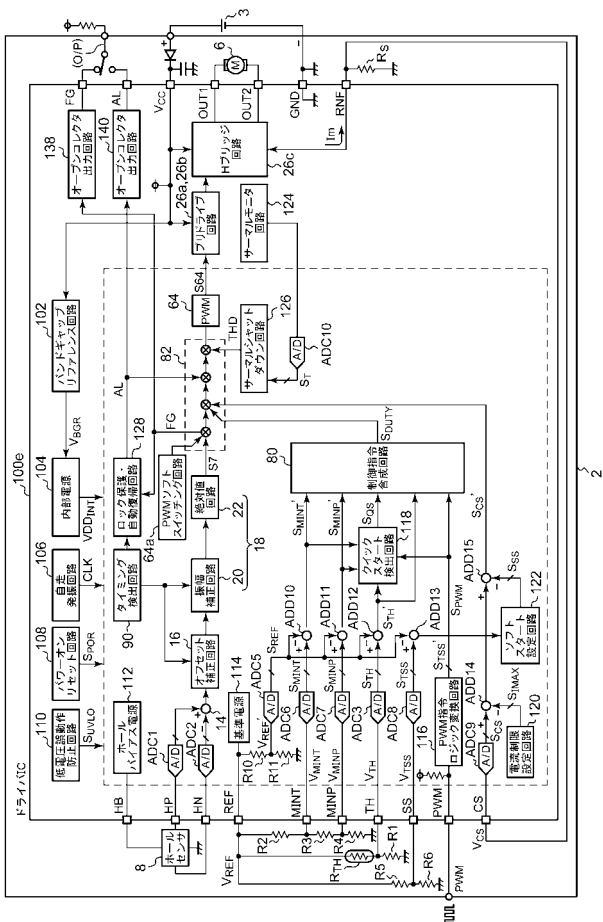 ドライバIC
100e
2
110
低電圧誤動作
防止回路
SUVLO
108
パワーオン
リセット回路
SPOR
106
自走
発振回路
CLK
104
内部電源
VDDINT
VBGR
102
バンドギャップ
リファレンス回路
138
オープンコレクタ
出力回路
140
オープンコレクタ
出力回路
FG
AL
(O/P)
VCC
3
+
−
6
M
OUT1
OUT2
GND
RNF
RS
Im
Hブリッジ
回路
26c
26a,26b
プリドライブ
回路
124
サーマルモニタ
回路
S64
64
PWM
82
THD
126
サーマルシャット
ダウン回路
ST
A/D
ADC10
AL
FG
128
ロック保護・
自動復帰回路
64a
PWMソフト
スイッチング回路
S7
22
絶対値
回路
18
20
振幅
補正回路
90
タイミング
検出回路
16
オフセット
補正回路
112
ホール
バイアス電源
ADC1
A/D
ADC2
A/D
14
+
−
114
基準電源
HB
HP
HN
8
ホール
センサ
REF
VREF
MINT
MINP
TH
SS
PWM
CS
VCS
R2
R3
R4
RTH
R1
R5
R6
PWM
R10
R11
VREF'
ADC5
A/D
SREF
ADC6
A/D
VMINT
SMINT
ADC7
A/D
VMINP
SMINP
ADC3
A/D
VTH
STH
ADC8
A/D
VTSS
116
PWM指令
ロジック変換回路
ADC9
A/D
SCS
120
電流制限
設定回路
SIMAX
ADD14
STSS'
122
ソフト
スタート
設定回路
SSS
ADD15
SCS'
ADD10
ADD11
ADD12
ADD13
SMINT'
SMINP'
STH'
SPWM
SQS
118
クイック
スタート
検出回路
80
制御指令
合成回路
SDUTY